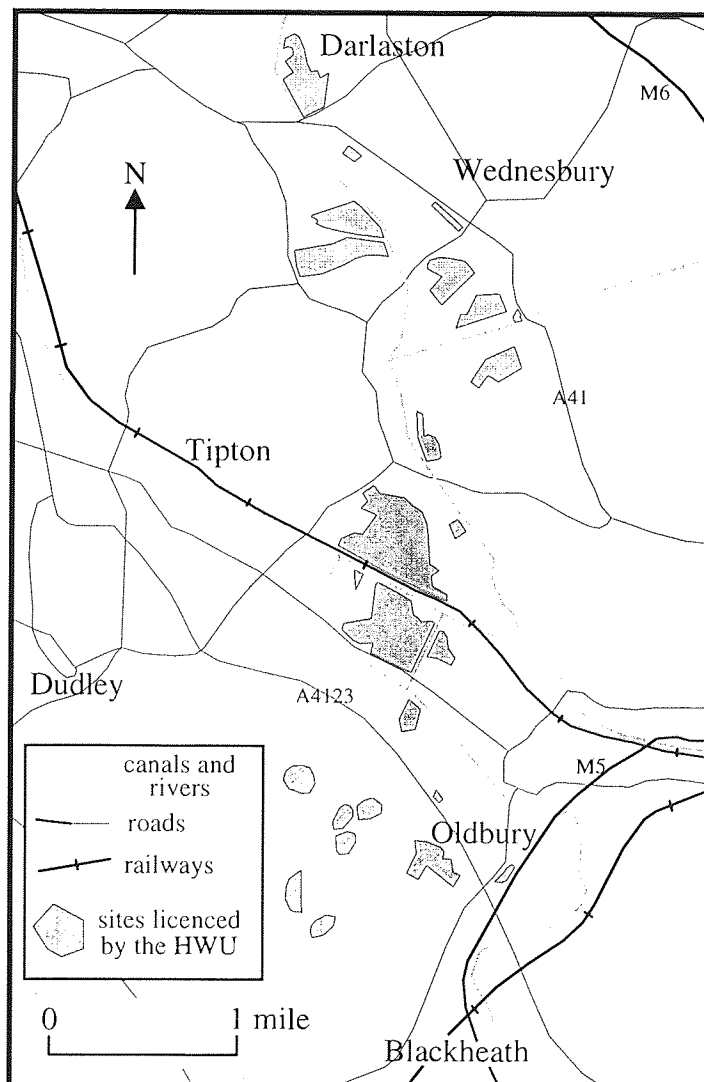 Darlaston
M6
Wednesbury
N
A41
Tipton
Dudley
A4123
M5
Oldbury
canals and
rivers
roads
railways
sites licenced
by the HWU
0 1 mile
Blackheath